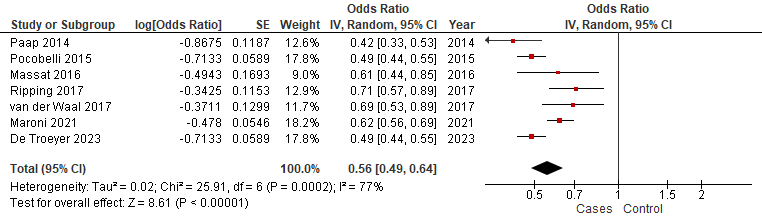 Odds Ratio Odds Ratio
Study or Subgroup log[Odds Ratio] SE Weight IV, Random, 95% CI Year IV, Random, 95% CI
Paap 2014 -0.8675 0.1187 12.6% 0.42 [0.33, 0.53] 2014
Pocobelli 2015 -0.7133 0.0589 17.8% 0.49 [0.44, 0.55] 2015
Massat 2016 -0.4943 0.1693 9.0% 0.61 [0.44, 0.85] 2016
Ripping 2017 -0.3425 0.1153 12.9% 0.71 [0.57, 0.89] 2017
van der Waal 2017 -0.3711 0.1299 11.7% 0.69 [0.53, 0.89] 2017
Maroni 2021 -0.478 0.0546 18.2% 0.62 [0.56, 0.69] 2021
De Troeyer 2023 -0.7133 0.0589 17.8% 0.49 [0.44, 0.55] 2023
Total (95% CI) 100.0% 0.56 [0.49, 0.64]
Heterogeneity: Tau² = 0.02; Chi² = 25.91, df = 6 (P = 0.0002); I² = 77%
Test for overall effect: Z = 8.61 (P < 0.00001)
0.5 0.7 1 1.5 2
Cases Control